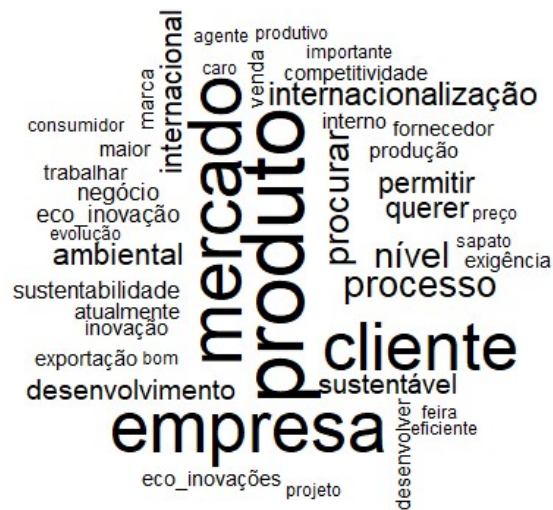 agente
produtivo
importante
caro
competitividade
venda
internacional
marca
internacionalização
consumidor
mercado
produto
interno
fornecedor
maior
procurar
produção
trabalhar
negócio
permitir
eco_inovação
querer
preço
evolução
ambiental
nível
sapato
exigência
sustentabilidade
processo
atualmente
inovação
cliente
exportação
bom
desenvolvimento
sustentável
empresa
desenvolver
feira
eficiente
eco_inovações
projeto